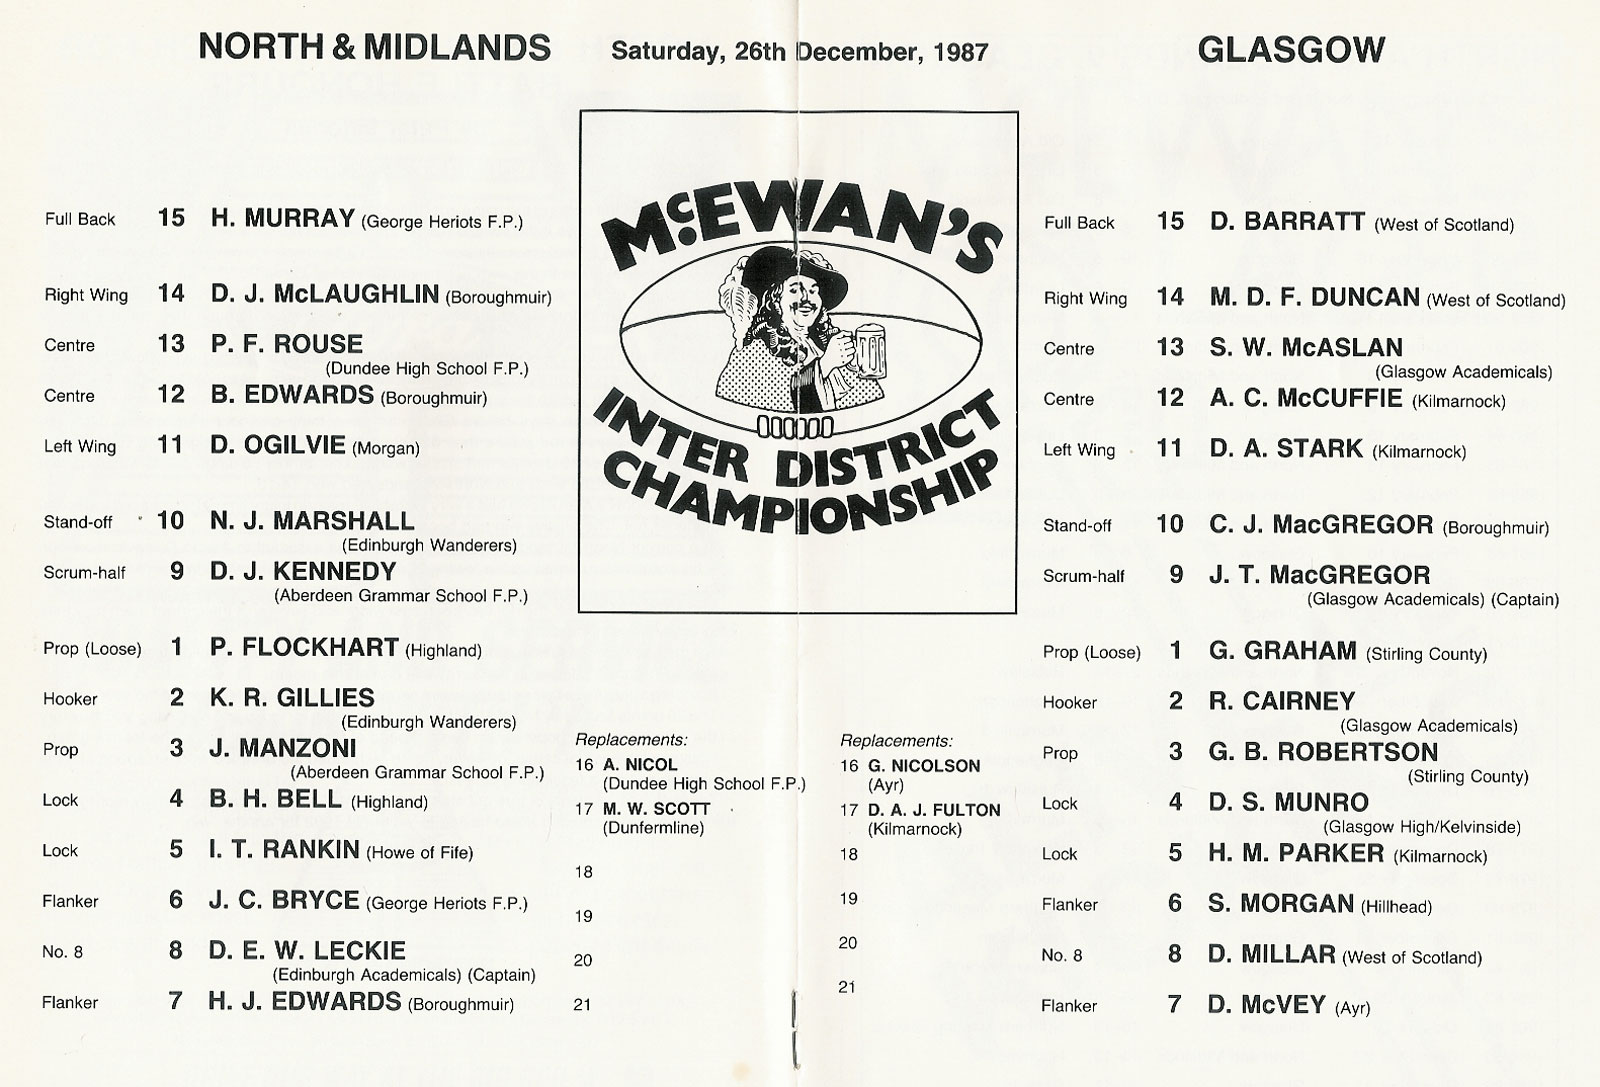 NORTH & MIDLANDS
Saturday, 26th December, 1987
GLASGOW
Full Back 15 H. MURRAY (George Heriots F.P.)
Right Wing 14 D. J. McLAUGHLIN (Boroughmuir)
Centre 13 P. F. ROUSE
(Dundee High School F.P.)
Centre 12 B. EDWARDS (Boroughmuir)
Left Wing 11 D. OGILVIE (Morgan)
Stand-off 10 N. J. MARSHALL
(Edinburgh Wanderers)
Scrum-half 9 D. J. KENNEDY
(Aberdeen Grammar School F.P.)
Prop (Loose) 1 P. FLOCKHART (Highland)
Hooker 2 K. R. GILLIES
(Edinburgh Wanderers)
Prop 3 J. MANZONI
(Aberdeen Grammar School F.P.)
Lock 4 B. H. BELL (Highland)
Lock 5 I. T. RANKIN (Howe of Fife)
Flanker 6 J. C. BRYCE (George Heriots F.P.)
No. 8 8 D. E. W. LECKIE
(Edinburgh Academicals) (Captain)
Flanker 7 H. J. EDWARDS (Boroughmuir)
McEWAN'S
INTER DISTRICT
CHAMPIONSHIP
Replacements:
16 A. NICOL
(Dundee High School F.P.)
17 M. W. SCOTT
(Dunfermline)
18
19
20
21
Replacements:
16 G. NICOLSON
(Ayr)
17 D. A. J. FULTON
(Kilmarnock)
18
19
20
21
Full Back 15 D. BARRATT (West of Scotland)
Right Wing 14 M. D. F. DUNCAN (West of Scotland)
Centre 13 S. W. McASLAN
(Glasgow Academicals)
Centre 12 A. C. McCUFFIE (Kilmarnock)
Left Wing 11 D. A. STARK (Kilmarnock)
Stand-off 10 C. J. MacGREGOR (Boroughmuir)
Scrum-half 9 J. T. MacGREGOR
(Glasgow Academicals) (Captain)
Prop (Loose) 1 G. GRAHAM (Stirling County)
Hooker 2 R. CAIRNEY
(Glasgow Academicals)
Prop 3 G. B. ROBERTSON
(Stirling County)
Lock 4 D. S. MUNRO
(Glasgow High/Kelvinside)
Lock 5 H. M. PARKER (Kilmarnock)
Flanker 6 S. MORGAN (Hillhead)
No. 8 8 D. MILLAR (West of Scotland)
Flanker 7 D. McVEY (Ayr)